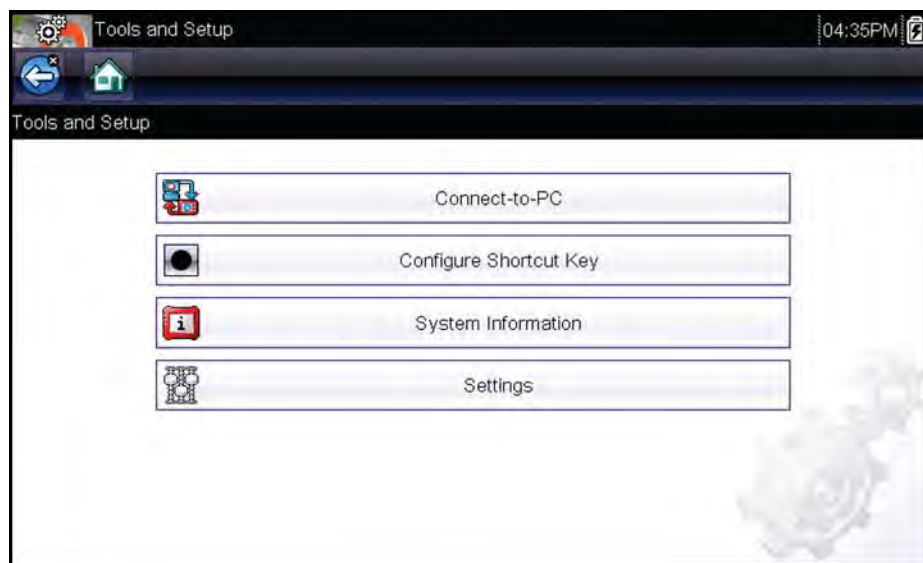 Tools and Setup
04:35PM
Tools and Setup
Connect-to-PC
Configure Shortcut Key
i System Information
Settings